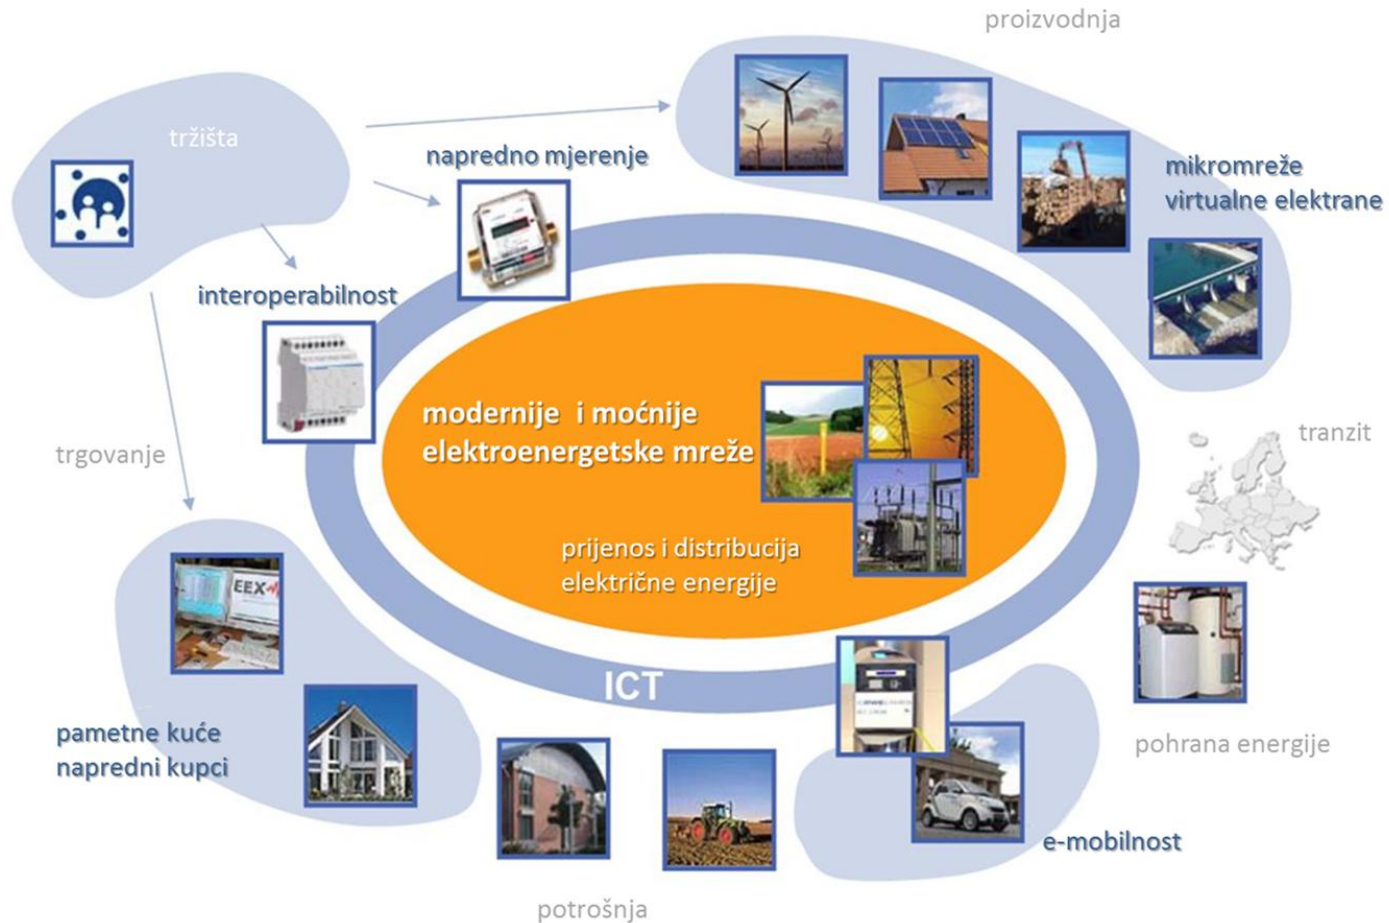 proizvodnja
tržišta
napredno mjerenje
mikromreže
virtualne elektrane
interoperabilnost
modernije i moćnije
elektroenergetske mreže
tranzit
trgovanje
prijenos i distribucija
električne energije
EEX
ICT
pametne kuće
napredni kupci
pohrana energije
e-mobilnost
potrošnja